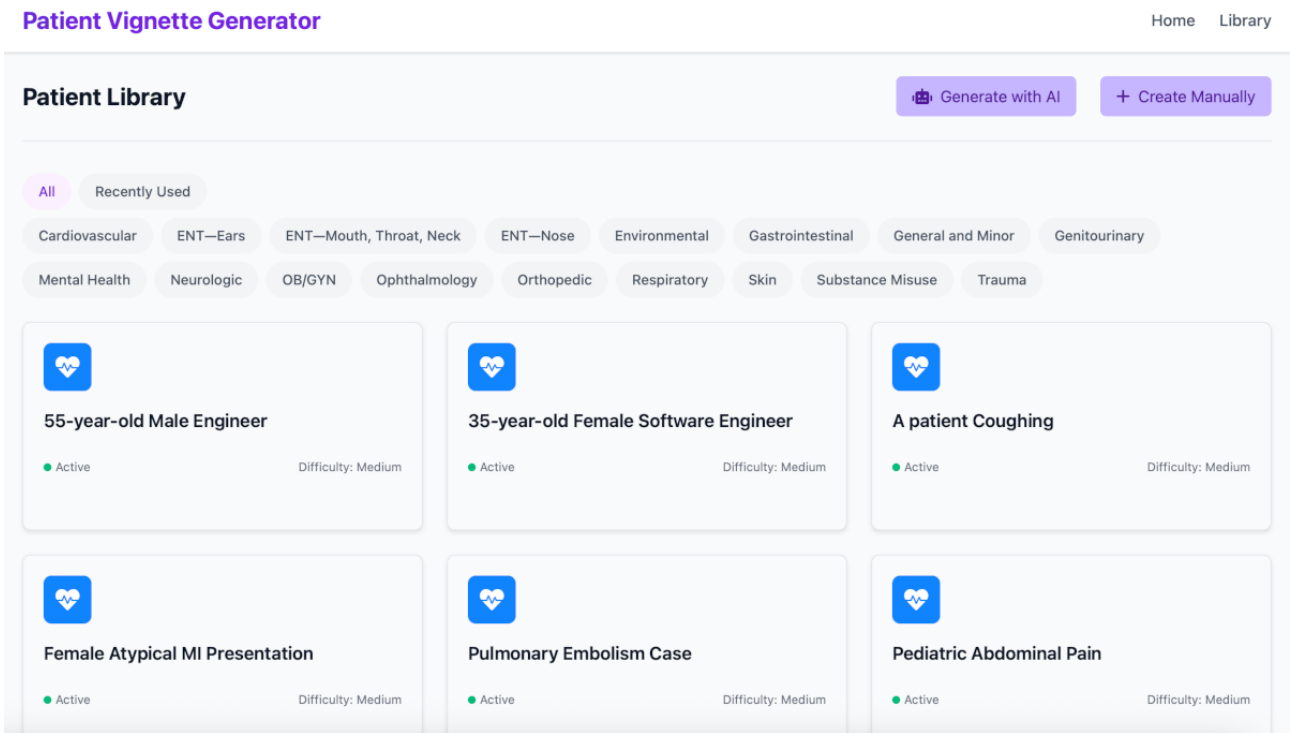 Patient Vignette Generator Home Library
Patient Library Generate with AI + Create Manually
All Recently Used
Cardiovascular ENT—Ears ENT—Mouth, Throat, Neck ENT—Nose Environmental Gastrointestinal General and Minor Genitourinary
Mental Health Neurologic OB/GYN Ophthalmology Orthopedic Respiratory Skin Substance Misuse Trauma
55-year-old Male Engineer
Active Difficulty: Medium
35-year-old Female Software Engineer
Active Difficulty: Medium
A patient Coughing
Active Difficulty: Medium
Female Atypical MI Presentation
Active Difficulty: Medium
Pulmonary Embolism Case
Active Difficulty: Medium
Pediatric Abdominal Pain
Active Difficulty: Medium